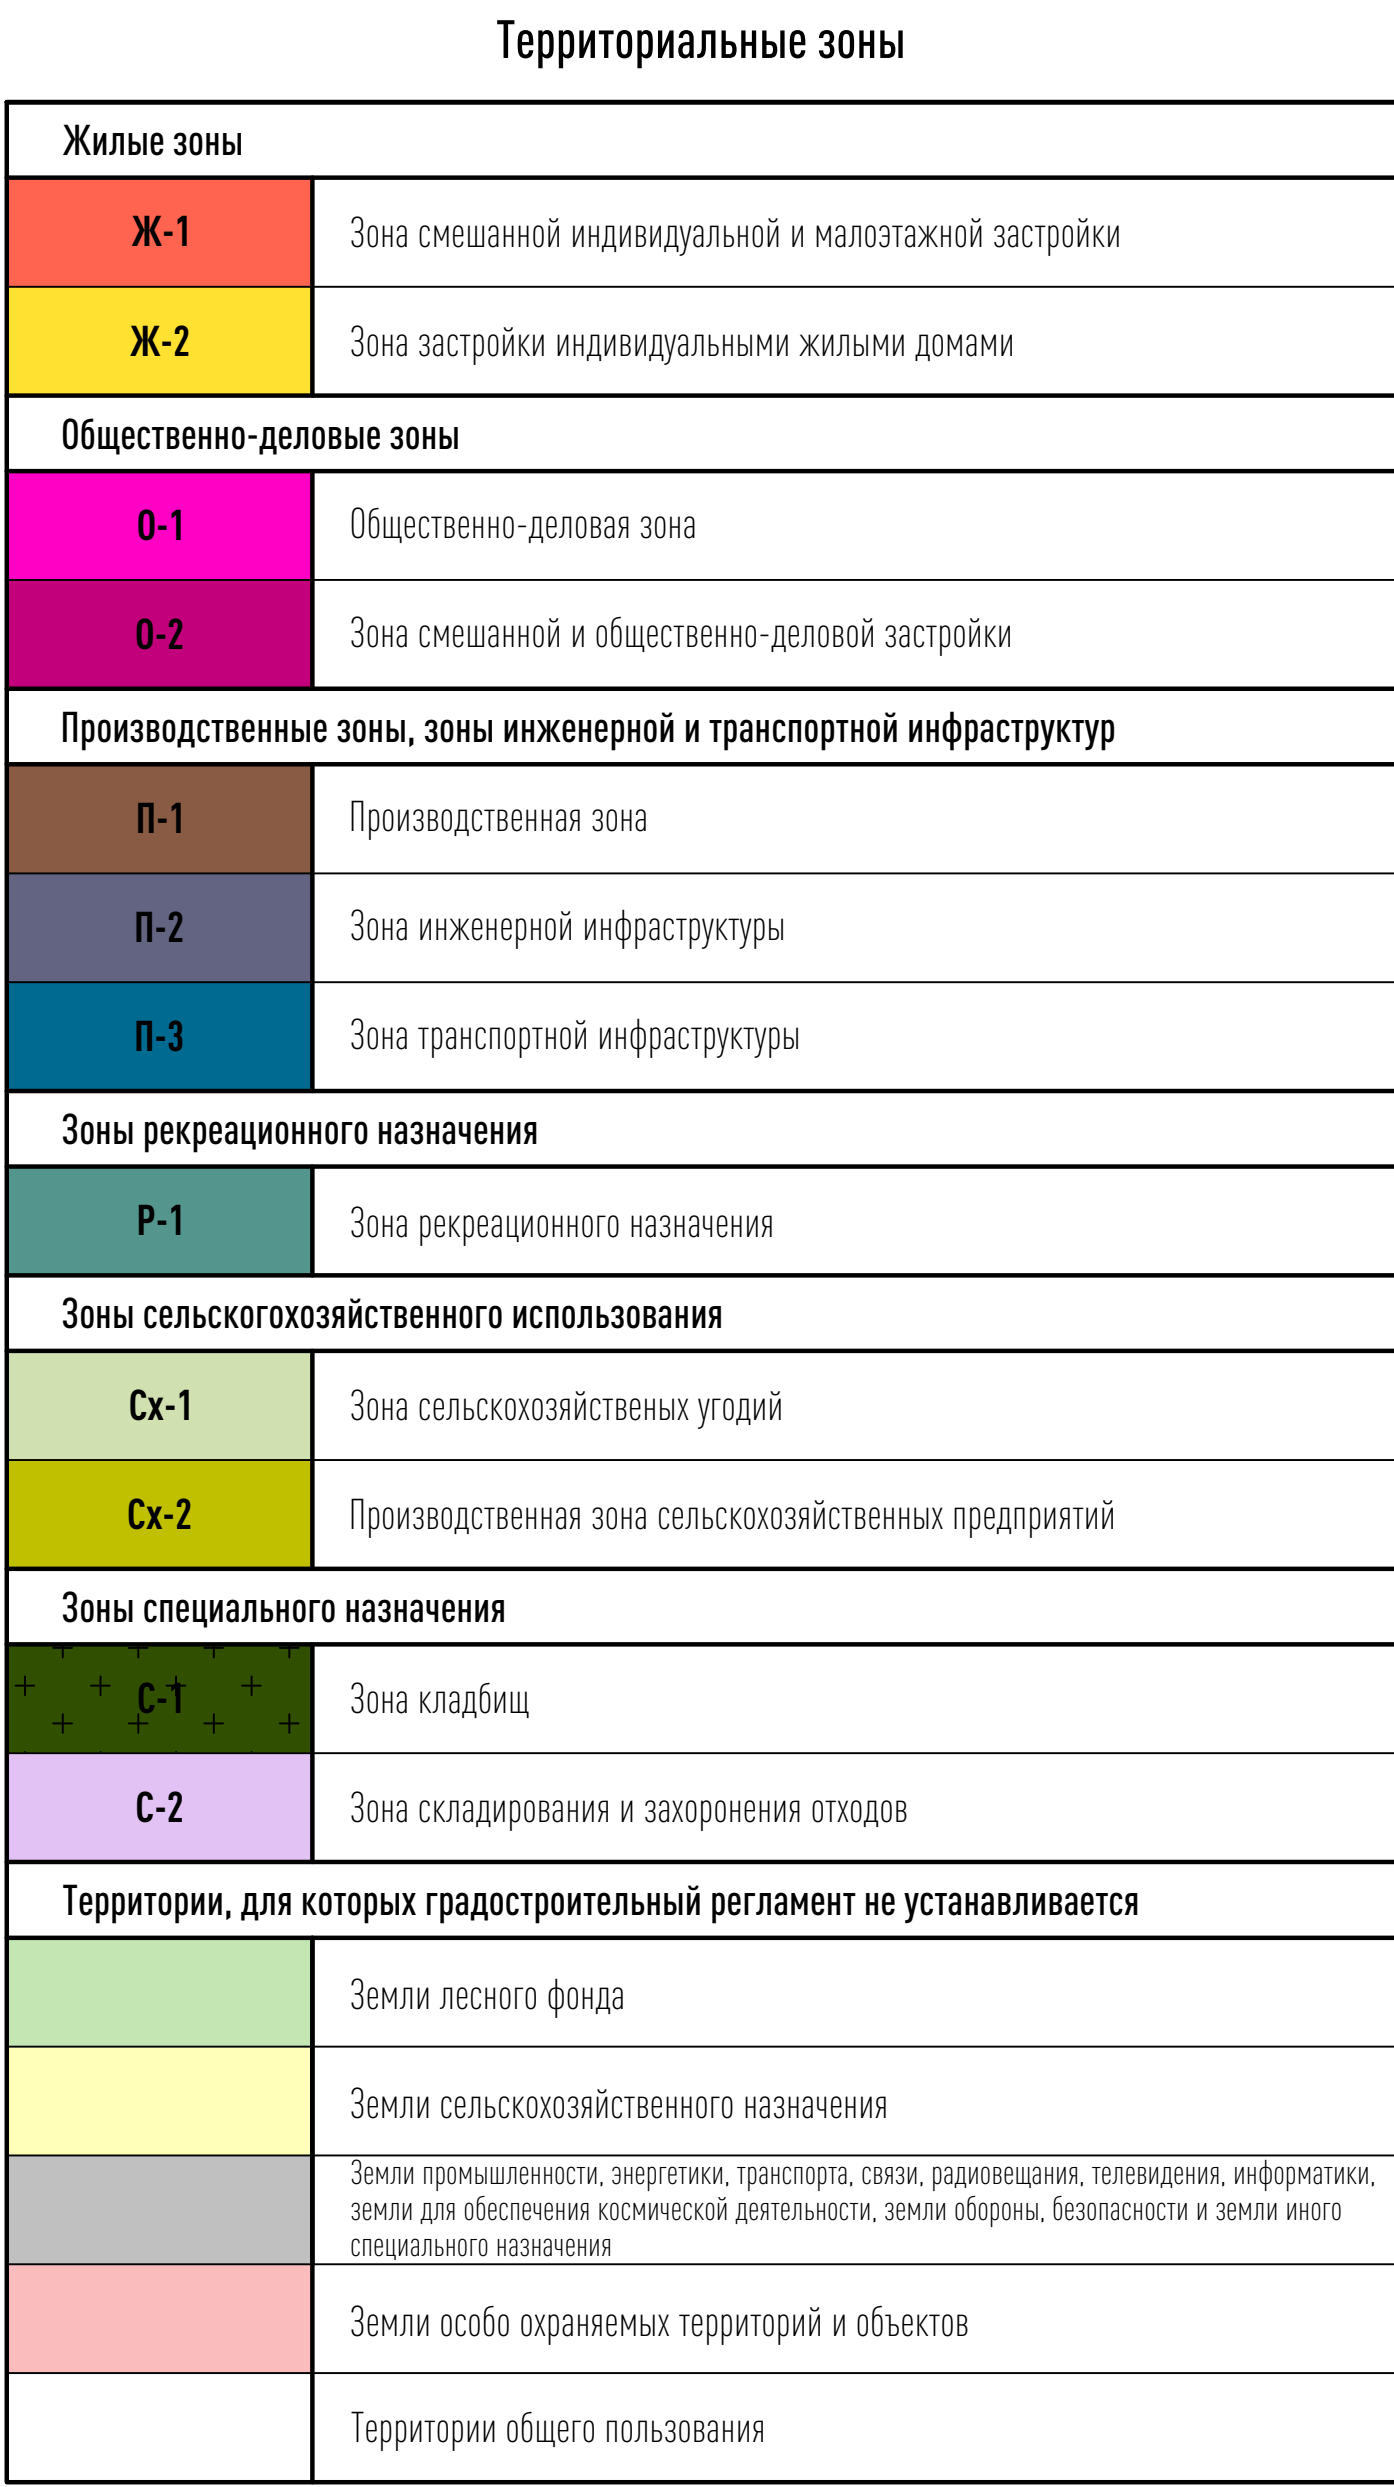 Территориальные зоны
Жилые зоны
Ж-1 Зона смешанной индивидуальной и малоэтажной застройки
Ж-2 Зона застройки индивидуальными жилыми домами
Общественно-деловые зоны
О-1 Общественно-деловая зона
О-2 Зона смешанной и общественно-деловой застройки
Производственные зоны, зоны инженерной и транспортной инфраструктур
П-1 Производственная зона
П-2 Зона инженерной инфраструктуры
П-3 Зона транспортной инфраструктуры
Зоны рекреационного назначения
Р-1 Зона рекреационного назначения
Зоны сельскогохозяйственного использования
Сх-1 Зона сельскохозяйственых угодий
Сх-2 Производственная зона сельскохозяйственных предприятий
Зоны специального назначения
С-1 Зона кладбищ
С-2 Зона складирования и захоронения отходов
Территории, для которых градостроительный регламент не устанавливается
Земли лесного фонда
Земли сельскохозяйственного назначения
Земли промышленности, энергетики, транспорта, связи, радиовещания, телевидения, информатики,
земли для обеспечения космической деятельности, земли обороны, безопасности и земли иного
специального назначения
Земли особо охраняемых территорий и объектов
Территории общего пользования